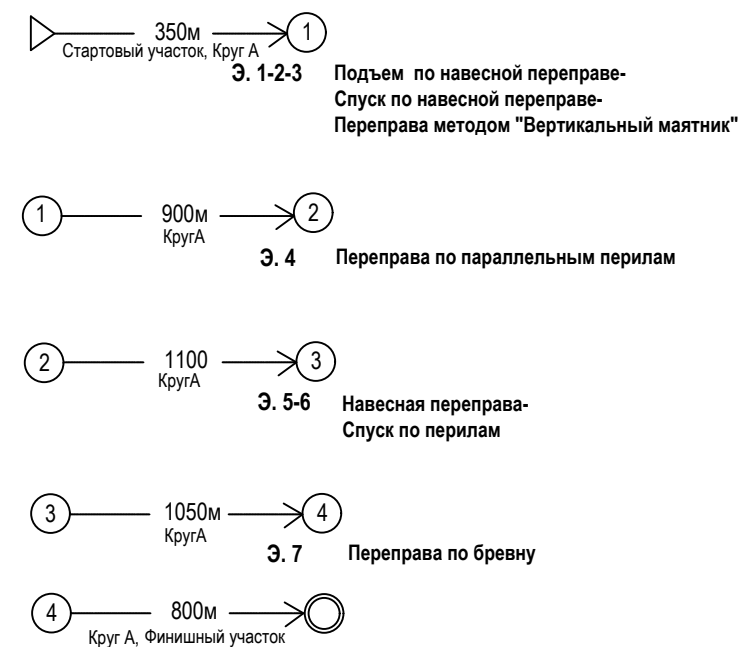 350м
1
Стартовый участок, Круг А
Э. 1-2-3 Подъем по навесной переправе-
Спуск по навесной переправе-
Переправа методом "Вертикальный маятник"
1 900м 2
КругА
Э. 4 Переправа по параллельным перилам
2 1100 3
КругА
Э. 5-6 Навесная переправа-
Спуск по перилам
3 1050м 4
КругА
Э. 7 Переправа по бревну
4 800м
Круг А, Финишный участок